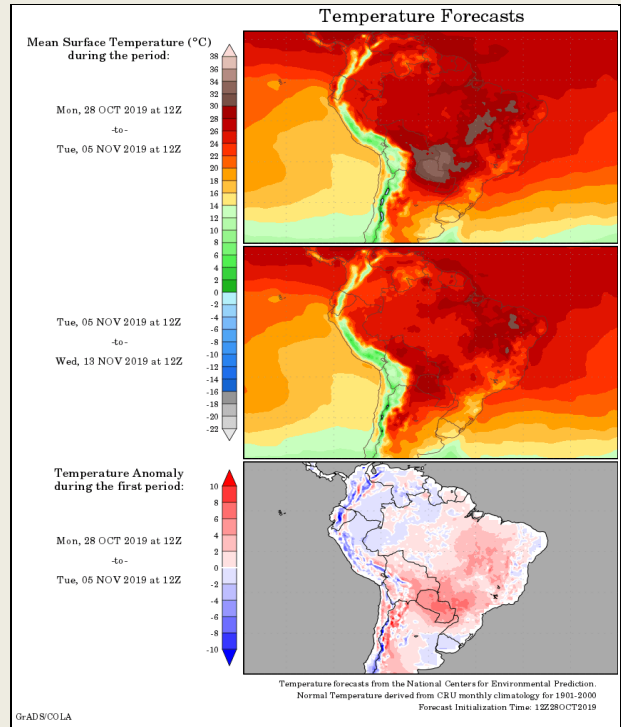 Temperature Forecasts
Mean Surface Temperature (°C)
during the period:
Mon, 28 OCT 2019 at 12Z
-to-
Tue, 05 NOV 2019 at 12Z
38
36
34
32
30
28
26
24
22
20
18
16
14
12
10
8
6
4
2
0
-2
-4
-6
-8
-10
-12
-14
-16
-18
-20
-22
Tue, 05 NOV 2019 at 12Z
-to-
Wed, 13 NOV 2019 at 12Z
Temperature Anomaly
during the first period:
Mon, 28 OCT 2019 at 12Z
-to-
Tue, 05 NOV 2019 at 12Z
10
8
6
4
2
0
-2
-4
-6
-8
-10
Temperature forecasts from the National Centers for Environmental Prediction.
Normal Temperature derived from CRU monthly climatology for 1901-2000
Forecast Initialization Time: 12Z28OCT2019
GrADS/COLA